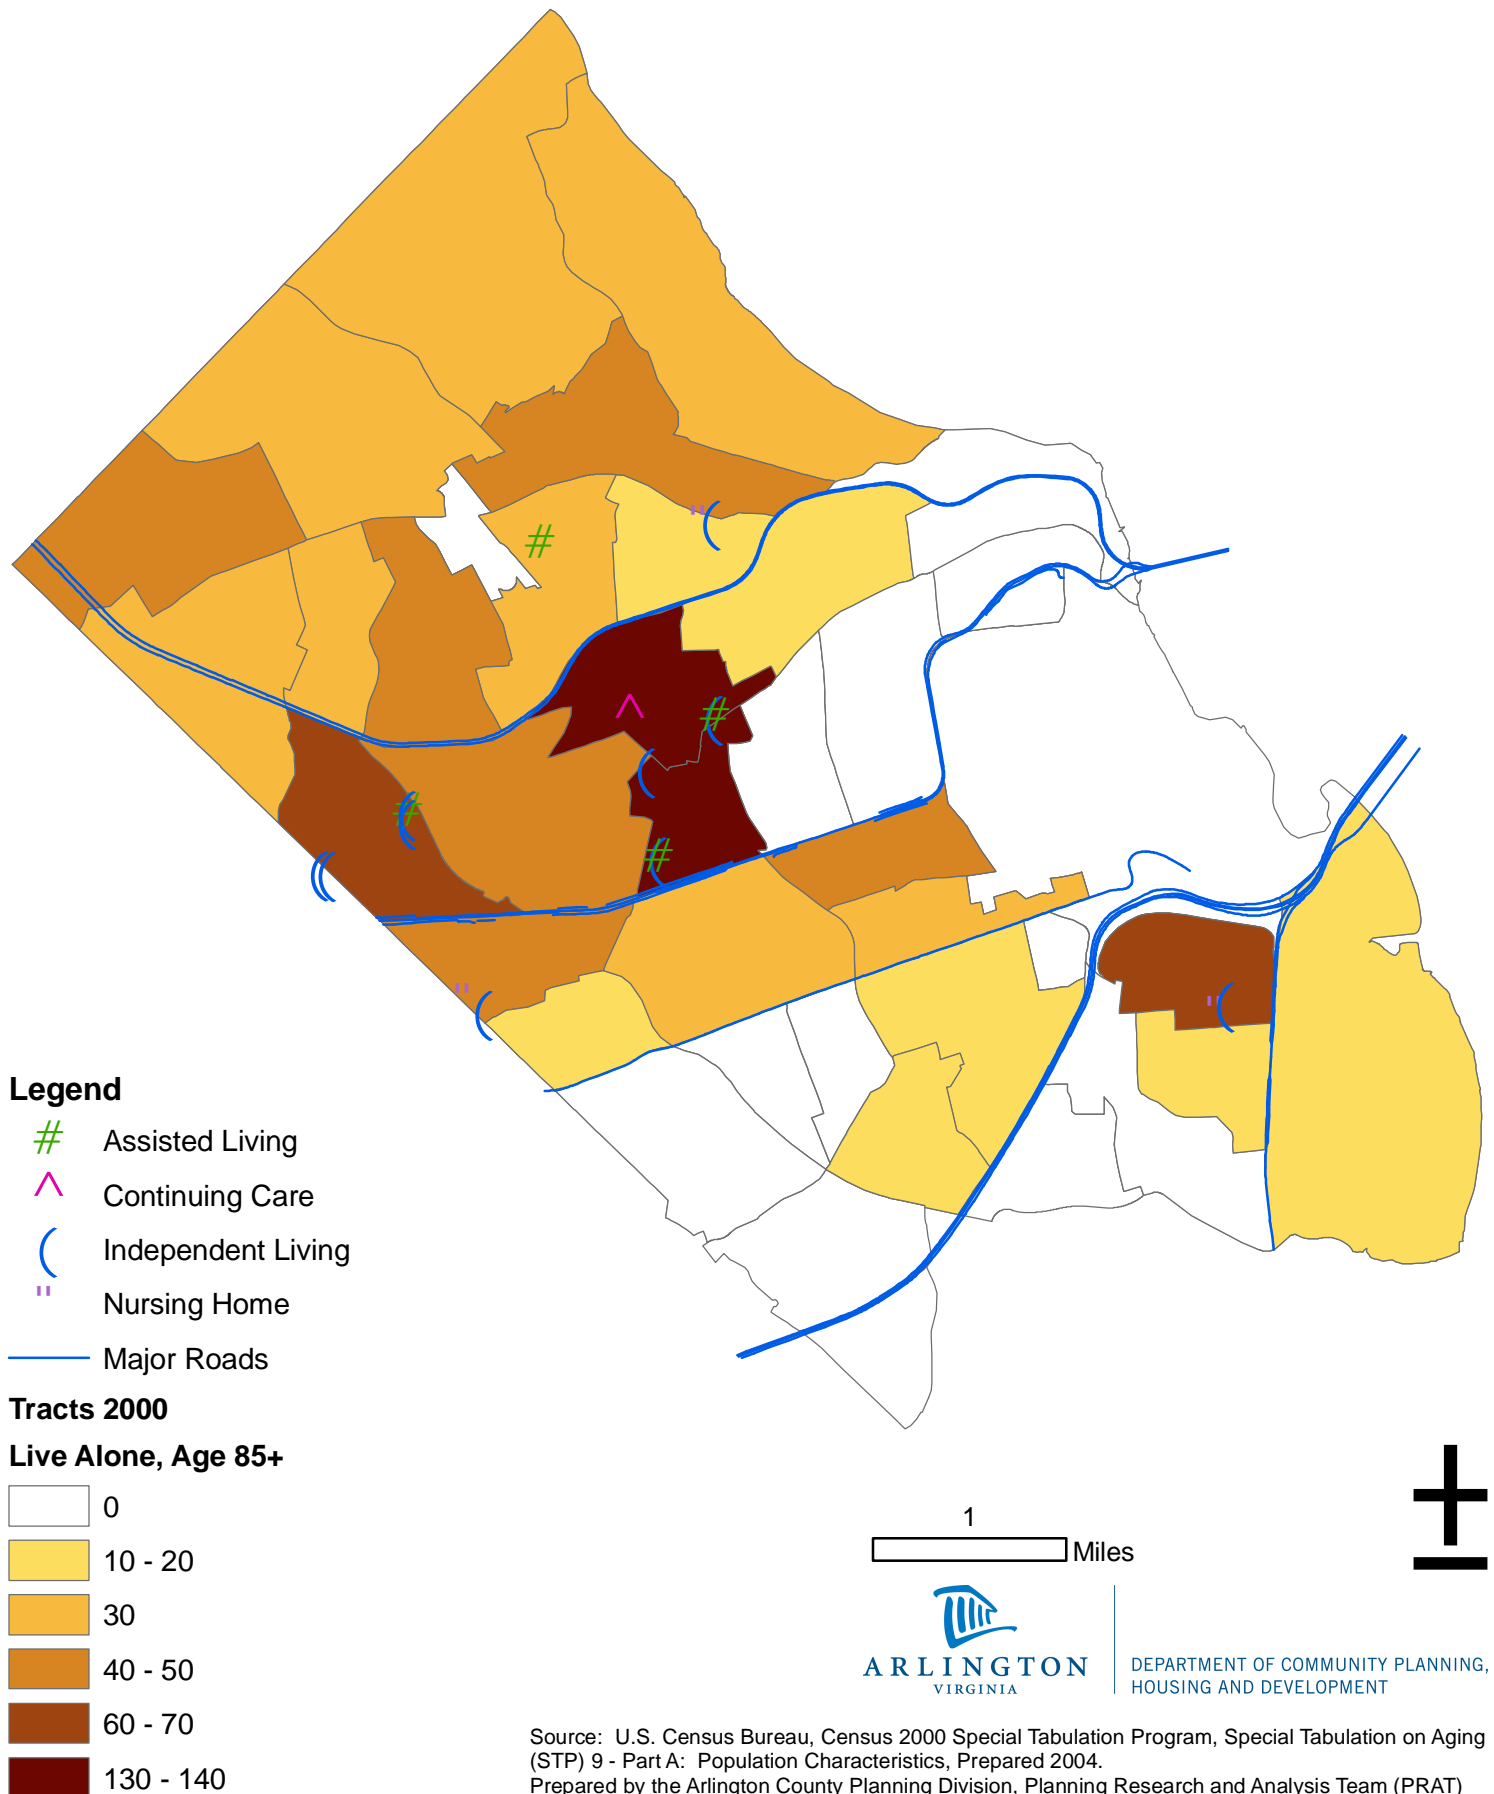 Legend
# Assisted Living
^ Continuing Care
( Independent Living
" Nursing Home
Major Roads
Tracts 2000
Live Alone, Age 85+
0
10 - 20
30
40 - 50
60 - 70
130 - 140
1
Miles
ARLINGTON
VIRGINIA
DEPARTMENT OF COMMUNITY PLANNING,
HOUSING AND DEVELOPMENT
Source: U.S. Census Bureau, Census 2000 Special Tabulation Program, Special Tabulation on Aging
(STP) 9 - Part A: Population Characteristics, Prepared 2004.
Prepared by the Arlington County Planning Division, Planning Research and Analysis Team (PRAT)